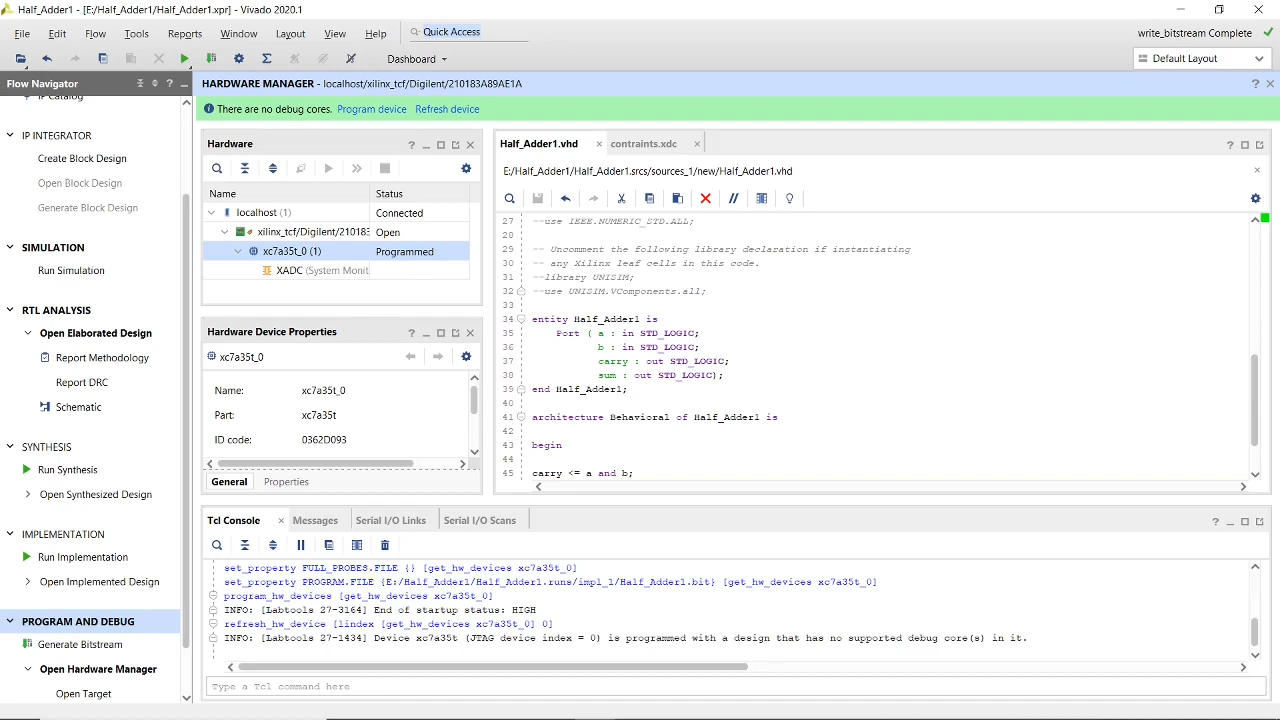 Half_Adder1 - [E:/Half_Adder1/Half_Adder1.xpr] - Vivado 2020.1
File Edit Flow Tools Reports Window Layout View Help Quick Access write_bitstream Complete
Dashboard Default Layout
Flow Navigator
IP Catalog
IP INTEGRATOR
Create Block Design
Open Block Design
Generate Block Design
SIMULATION
Run Simulation
RTL ANALYSIS
Open Elaborated Design
Report Methodology
Report DRC
Schematic
SYNTHESIS
Run Synthesis
Open Synthesized Design
IMPLEMENTATION
Run Implementation
Open Implemented Design
PROGRAM AND DEBUG
Generate Bitstream
Open Hardware Manager
Open Target
HARDWARE MANAGER - localhost/xilinx_tcf/Digilent/210183A89AE1A
There are no debug cores. Program device Refresh device
Hardware
Name Status
localhost (1) Connected
xilinx_tcf/Digilent/210183 Open
xc7a35t_0 (1) Programmed
XADC (System Monit
Hardware Device Properties
xc7a35t_0
Name: xc7a35t_0
Part: xc7a35t
ID code: 0362D093
General Properties
Half_Adder1.vhd contraints.xdc
E:/Half_Adder1/Half_Adder1.srcs/sources_1/new/Half_Adder1.vhd
27 --use IEEE.NUMERIC_STD.ALL;
28
29 -- Uncomment the following library declaration if instantiating
30 -- any Xilinx leaf cells in this code.
31 --library UNISIM;
32 --use UNISIM.VComponents.all;
33
34 entity Half_Adder1 is
35 Port ( a : in STD_LOGIC;
36 b : in STD_LOGIC;
37 carry : out STD_LOGIC;
38 sum : out STD_LOGIC);
39 end Half_Adder1;
40
41 architecture Behavioral of Half_Adder1 is
42
43 begin
44
45 carry <= a and b;
Tcl Console Messages Serial I/O Links Serial I/O Scans
set_property FULL_PROBES.FILE {} [get_hw_devices xc7a35t_0]
set_property PROGRAM.FILE {E:/Half_Adder1/Half_Adder1.runs/impl_1/Half_Adder1.bit} [get_hw_devices xc7a35t_0]
program_hw_devices [get_hw_devices xc7a35t_0]
INFO: [Labtools 27-3164] End of startup status: HIGH
refresh_hw_device [lindex [get_hw_devices xc7a35t_0] 0]
INFO: [Labtools 27-1434] Device xc7a35t (JTAG device index = 0) is programmed with a design that has no supported debug core(s) in it.
Type a Tcl command here